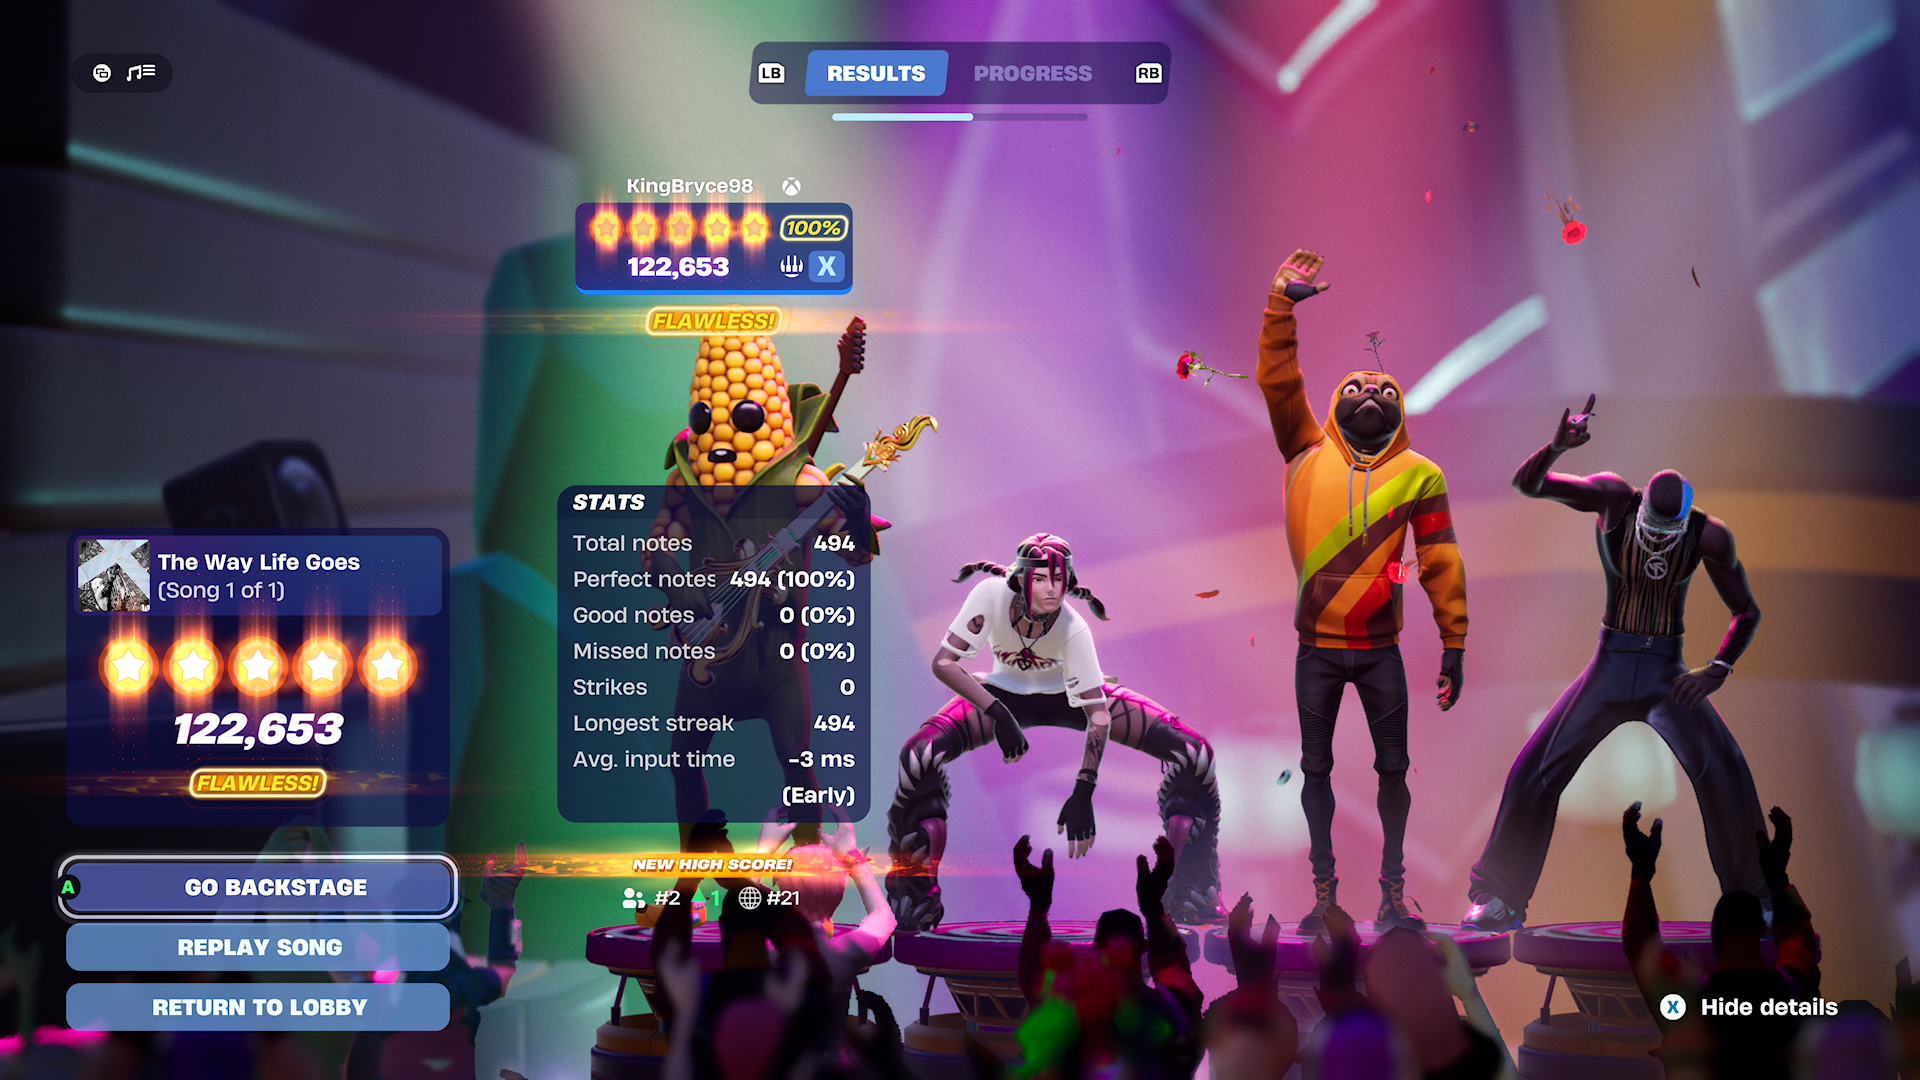 LB RESULTS PROGRESS RB
KingBryce98
100%
122,653
X
FLAWLESS!
STATS
Total notes 494
Perfect notes 494 (100%)
Good notes 0 (0%)
Missed notes 0 (0%)
Strikes 0
Longest streak 494
Avg. input time -3 ms
(Early)
The Way Life Goes
(Song 1 of 1)
122,653
FLAWLESS!
NEW HIGH SCORE!
#2 1 #21
A GO BACKSTAGE
REPLAY SONG
RETURN TO LOBBY
X Hide details